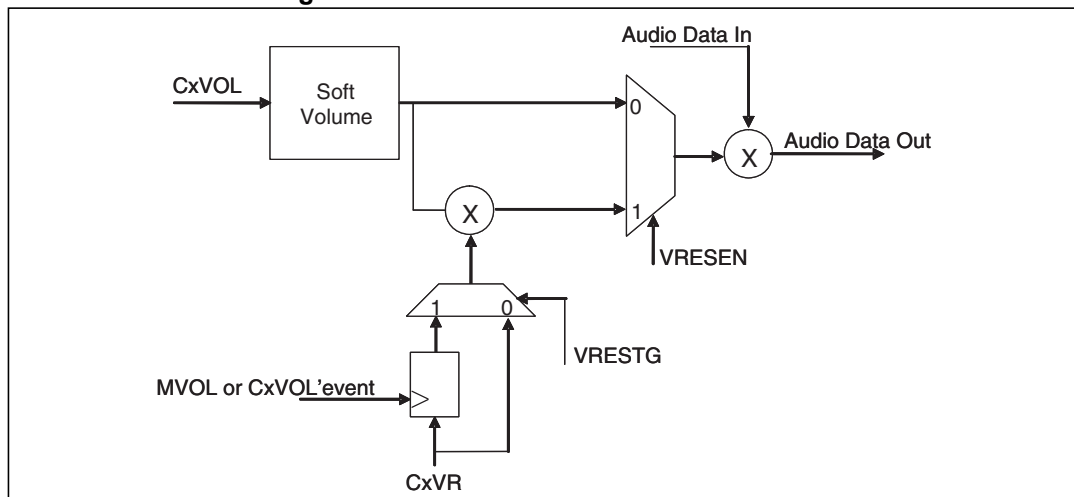 Audio Data In
CxVOL
Soft
Volume
0
X
Audio Data Out
X
1
VRESEN
1
0
VRESTG
MVOL or CxVOL'event
CxVR